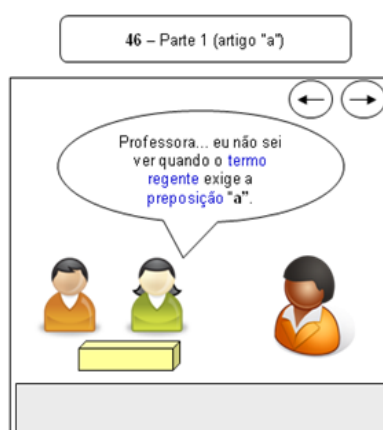 46 – Parte 1 (artigo "a")
Professora... eu não sei
ver quando o termo
regente exige a
preposição "a".